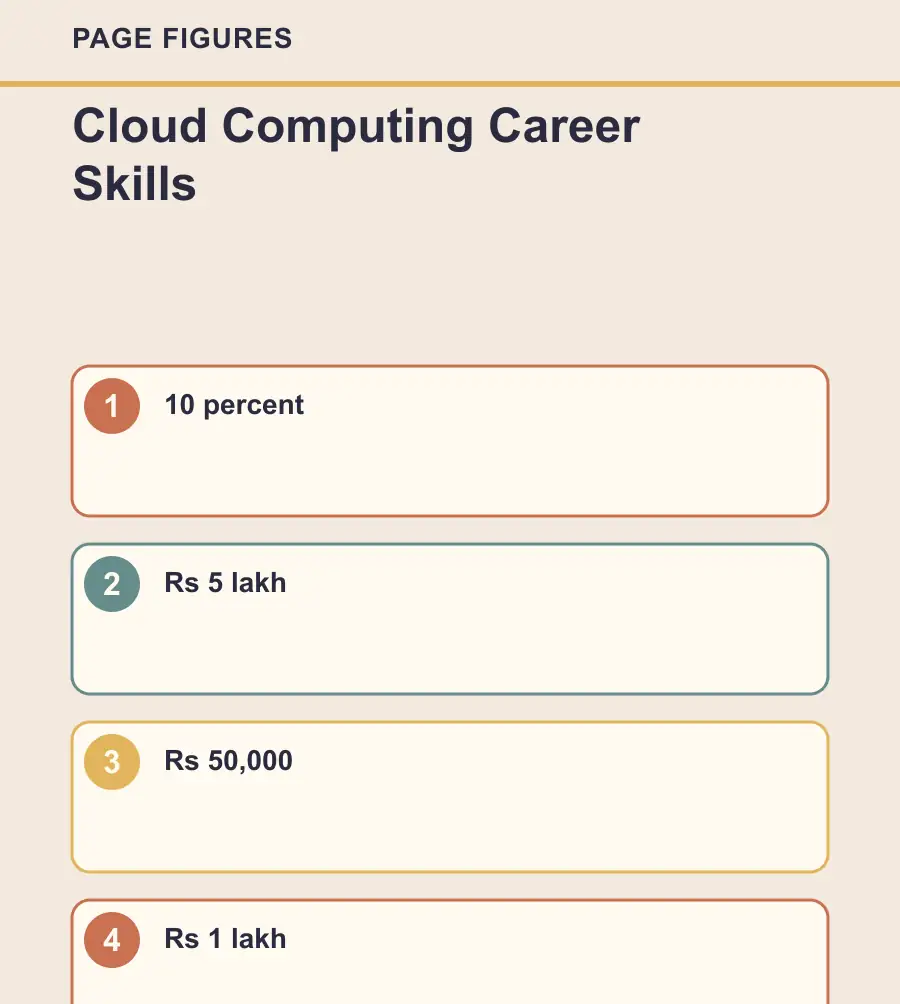 PAGE FIGURES
Cloud Computing Career
Skills
1 10 percent
2 Rs 5 lakh
3 Rs 50,000
4 Rs 1 lakh